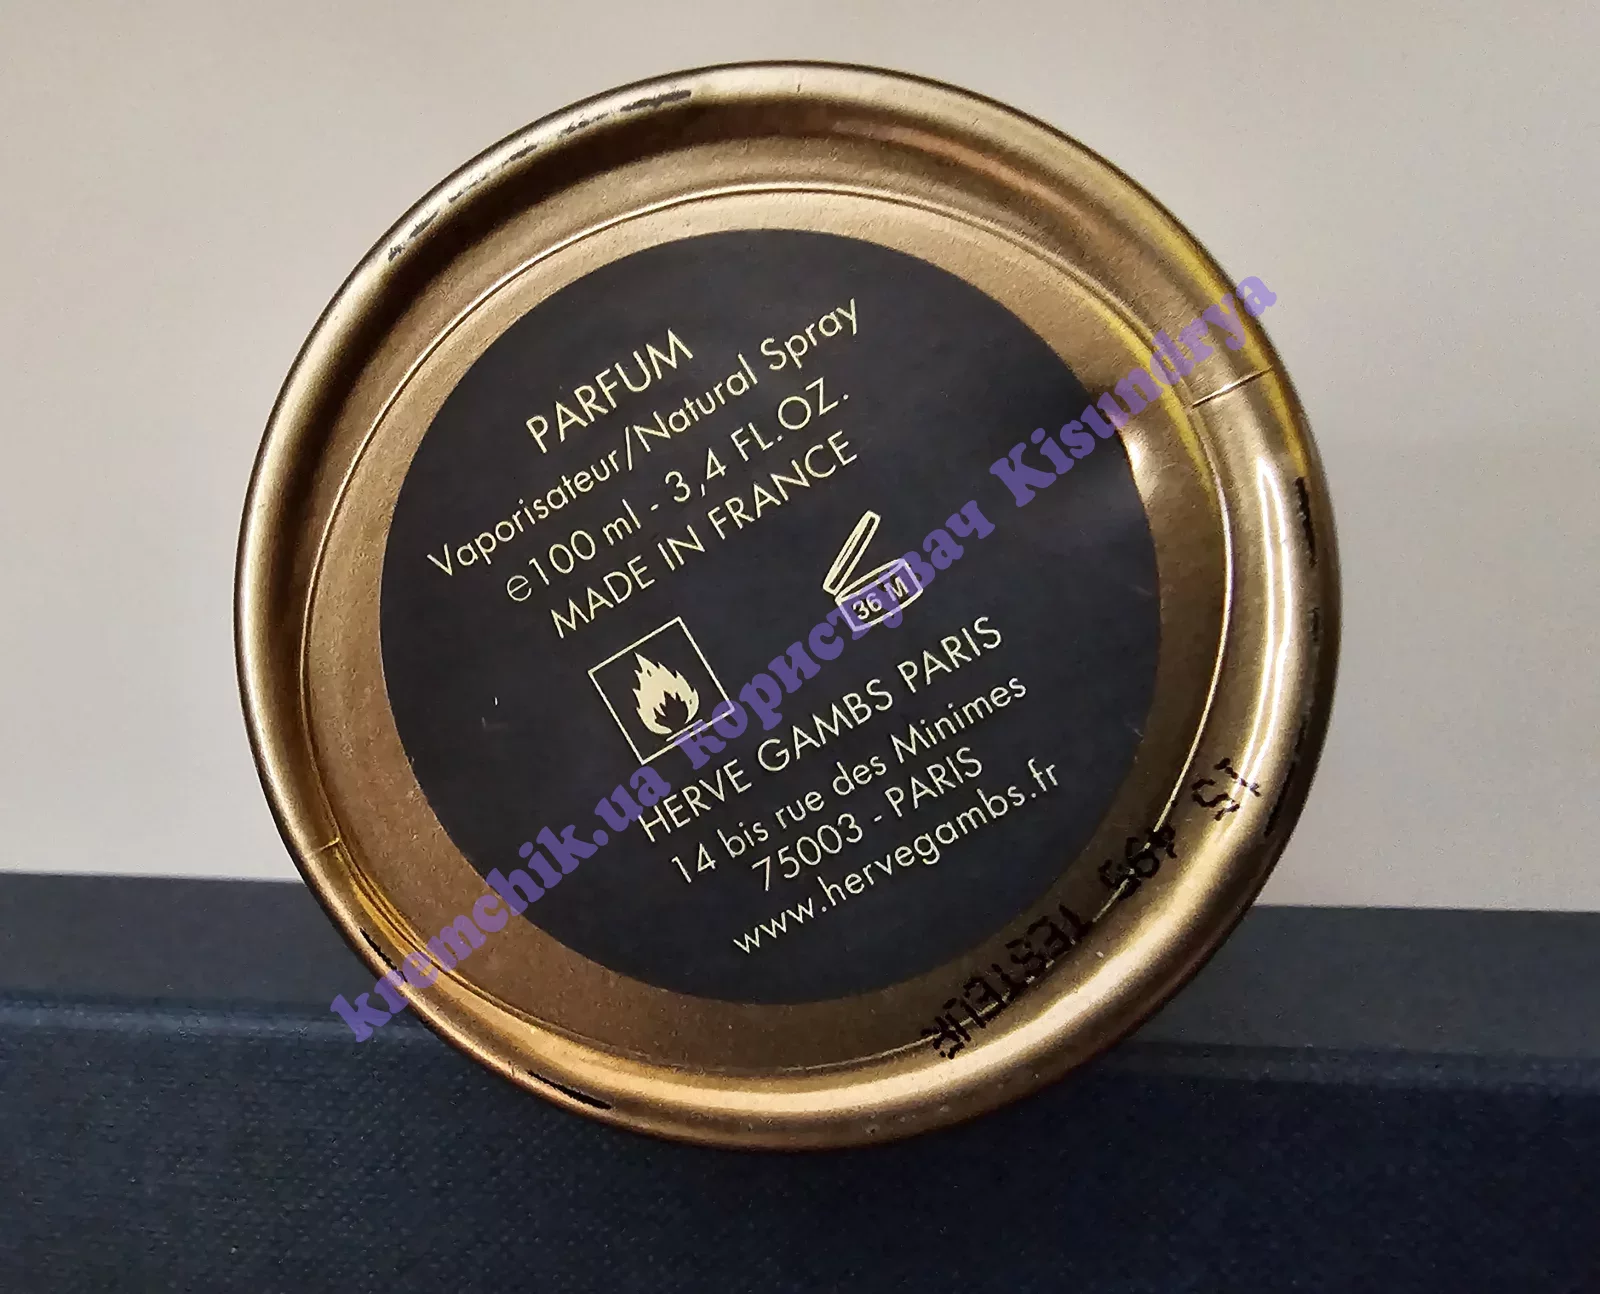 PARFUM
Vaporisateur/Natural Spray
℮100 ml - 3,4 FL.OZ.
MADE IN FRANCE
36 M
HERVE GAMBS PARIS
14 bis rue des Minimes
75003 - PARIS
www.hervegambs.fr
TESTEUR
kremchik.ua користувач Kisundrya